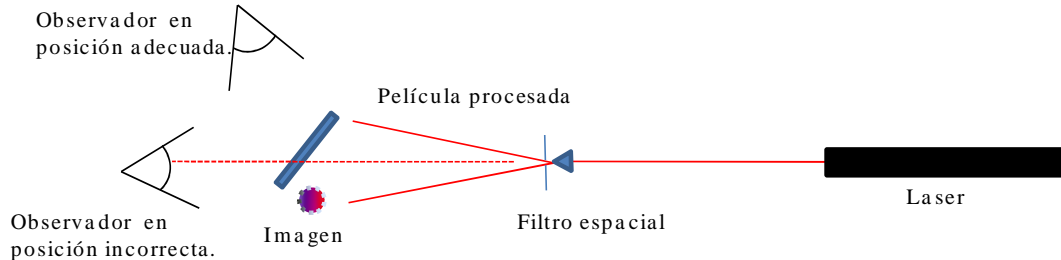 Observador en
posición adecuada.
Película procesada
Laser
Filtro espacial
Imagen
Observador en
posición incorrecta.